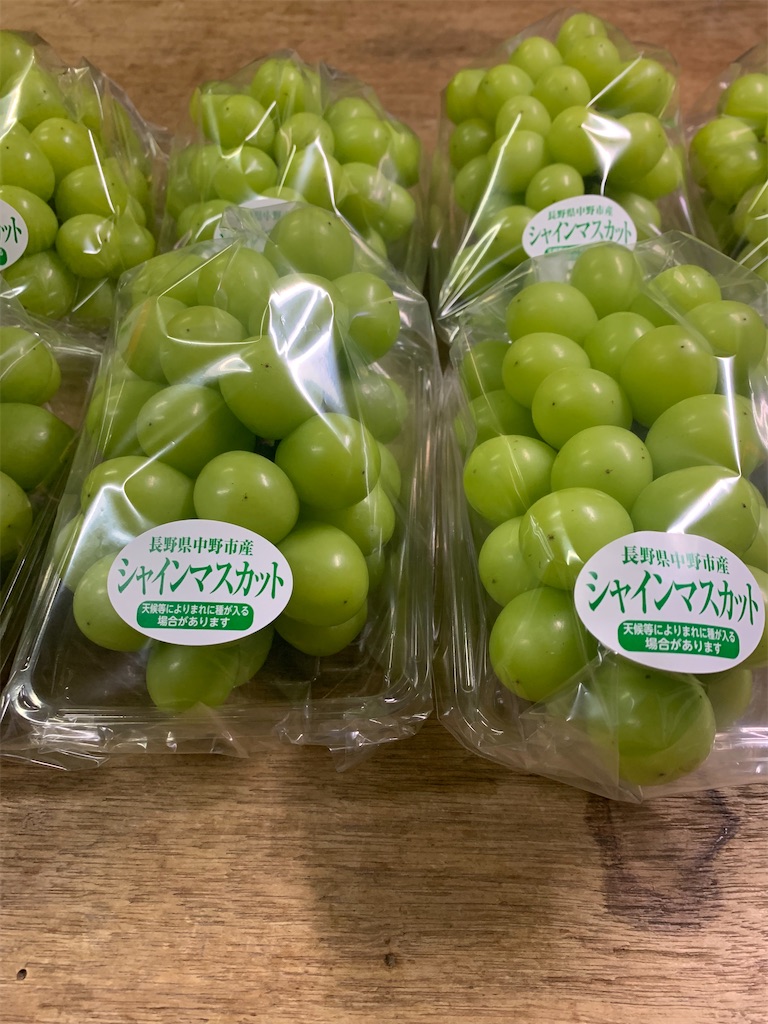 ット
長野県中野市産
シャインマスカット
長野県中野市産
シャインマスカット
天候等によりまれに種が入る
場合があります
長野県中野市産
シャインマスカット
天候等によりまれに種が入る
場合があります